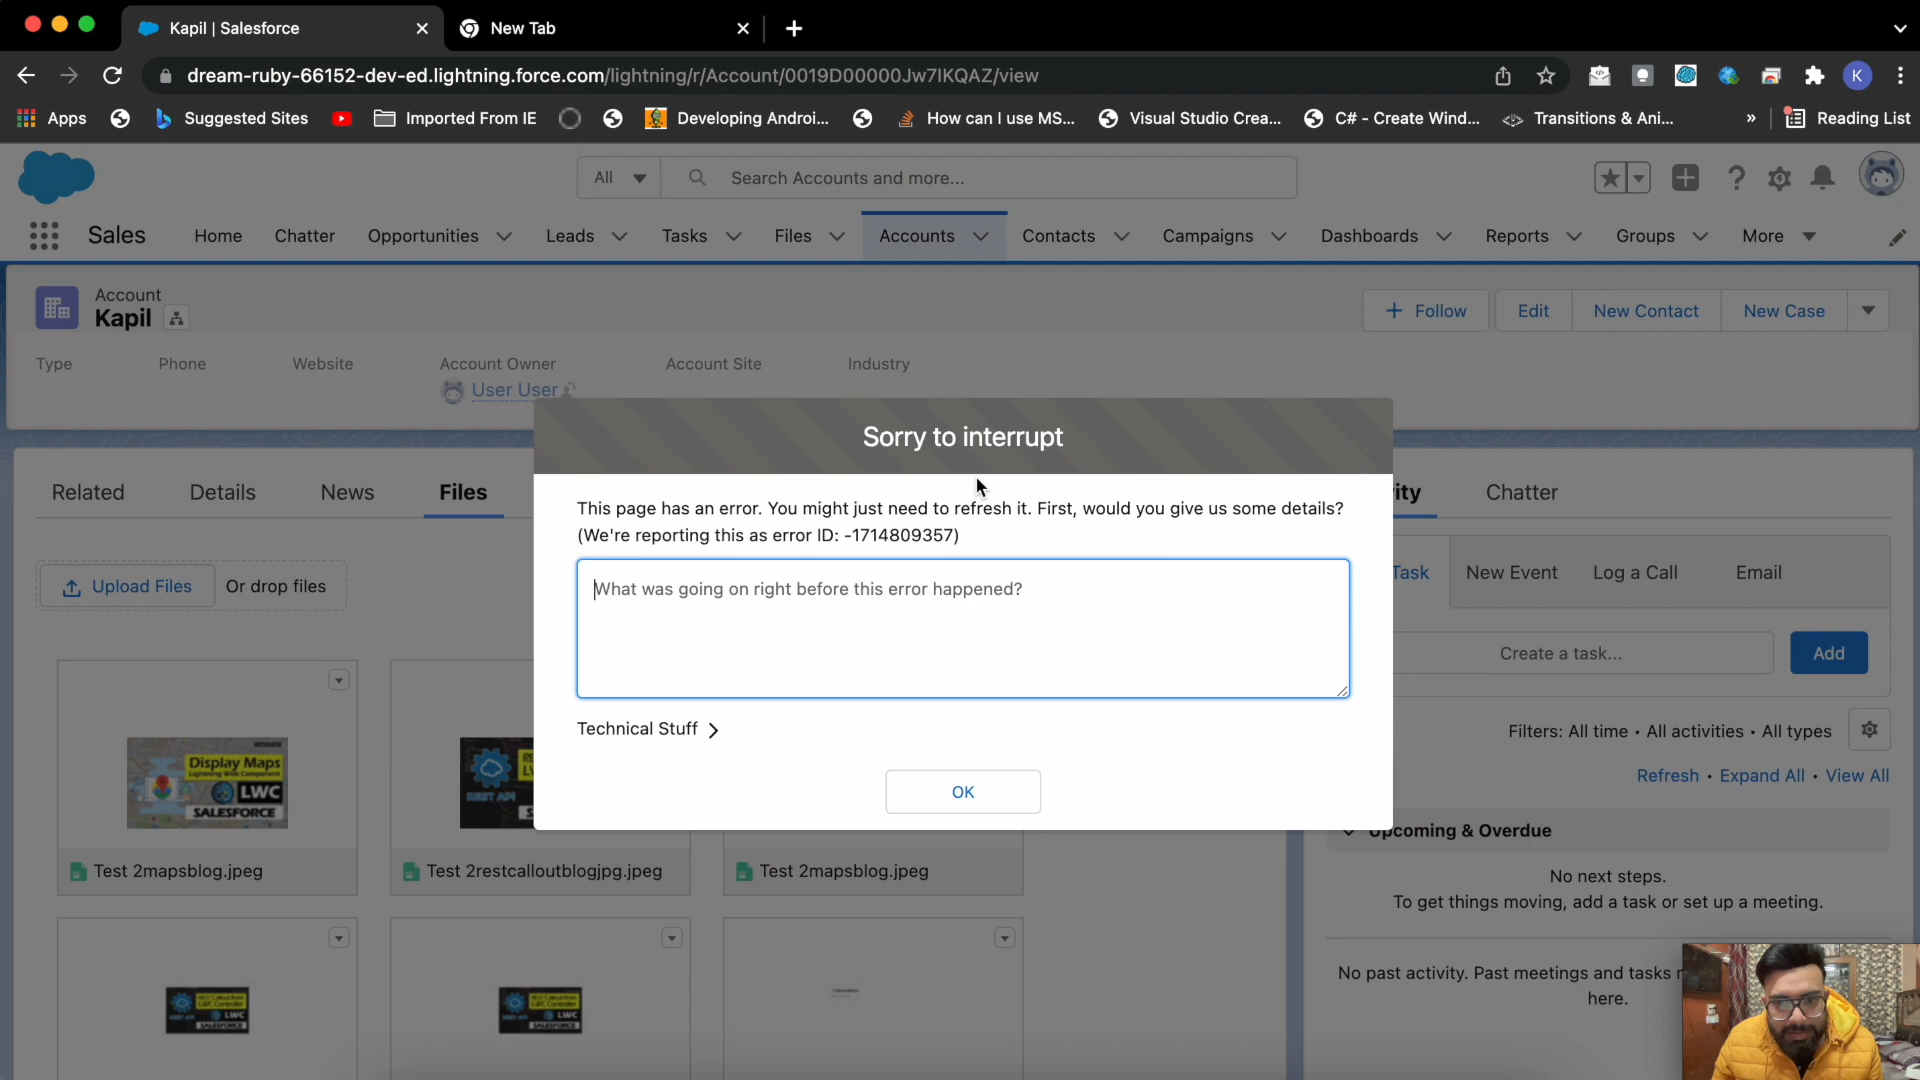 Kapil | Salesforce
New Tab
dream-ruby-66152-dev-ed.lightning.force.com/lightning/r/Account/0019D00000Jw7IKQAZ/view
K
Apps
Suggested Sites
Imported From IE
Developing Androi...
How can I use MS...
Visual Studio Crea...
C# - Create Wind...
Transitions & Ani...
»
Reading List
All
Search Accounts and more...
Sales
Home
Chatter
Opportunities
Leads
Tasks
Files
Accounts
Contacts
Campaigns
Dashboards
Reports
Groups
More
Account
Kapil
Follow
Edit
New Contact
New Case
Type
Phone
Website
Account Owner
Account Site
Industry
User User
Sorry to interrupt
This page has an error. You might just need to refresh it. First, would you give us some details?
(We're reporting this as error ID: -1714809357)
What was going on right before this error happened?
Technical Stuff
OK
Related
Details
News
Files
Upload Files
Or drop files
Display Maps
LWC
SALESFORCE
REST API
Test 2mapsblog.jpeg
Test 2restcalloutblogjpg.jpeg
Test 2mapsblog.jpeg
LWC
SALESFORCE
LWC
SALESFORCE
ity
Chatter
Task
New Event
Log a Call
Email
Create a task...
Add
Filters: All time • All activities • All types
Refresh • Expand All • View All
Upcoming & Overdue
No next steps.
To get things moving, add a task or set up a meeting.
No past activity. Past meetings and tasks
here.